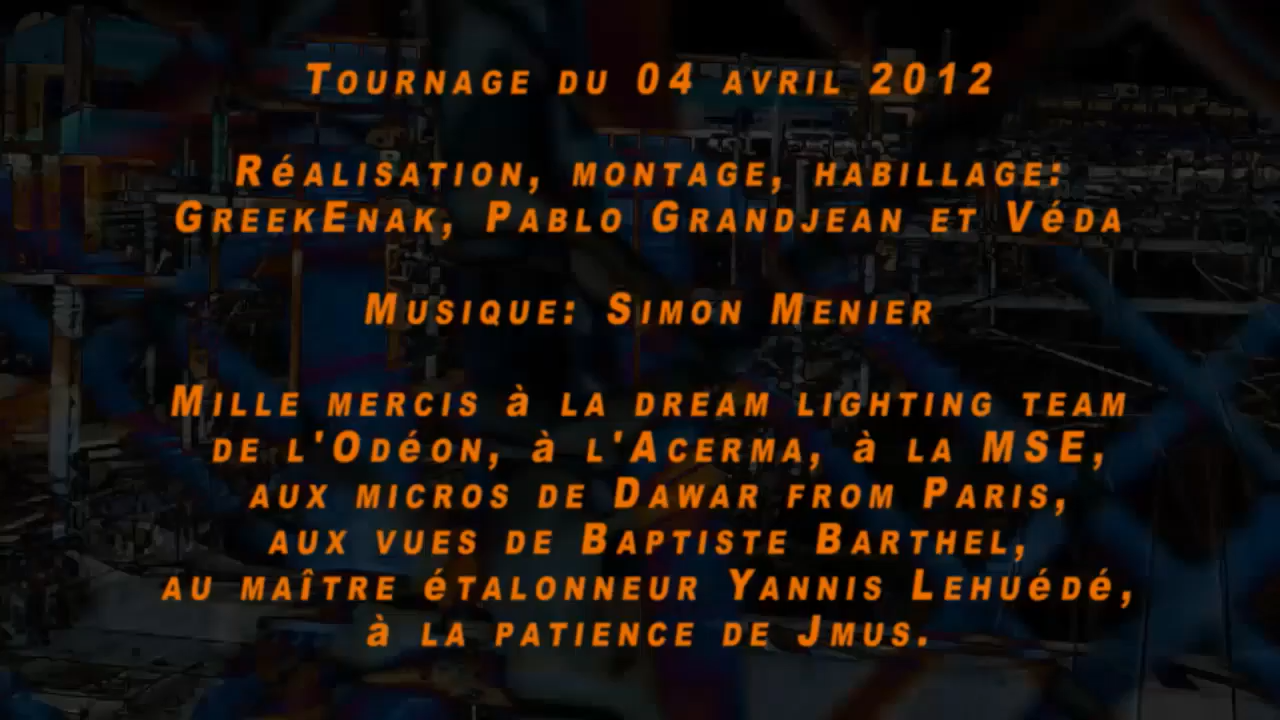 Tournage du 04 avril 2012
Réalisation, montage, habillage:
GreekEnak, Pablo Grandjean et Véda
Musique: Simon Menier
Mille mercis à la dream lighting team
de l'Odéon, à l'Acerma, à la MSE,
aux micros de Dawar from Paris,
aux vues de Baptiste Barthel,
au maître étalonneur Yannis Lehuédé,
à la patience de Jmus.